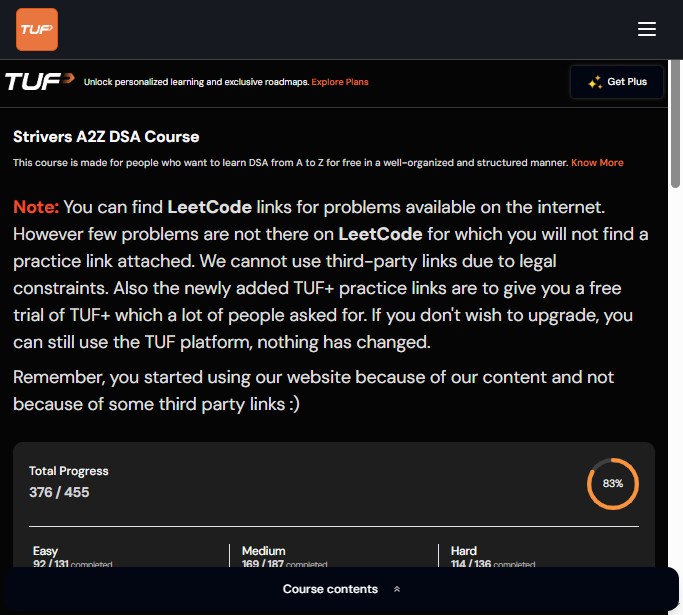 TUF
TUF Unlock personalized learning and exclusive roadmaps. Explore Plans Get Plus
Strivers A2Z DSA Course
This course is made for people who want to learn DSA from A to Z for free in a well-organized and structured manner. Know More
Note: You can find LeetCode links for problems available on the internet.
However few problems are not there on LeetCode for which you will not find a
practice link attached. We cannot use third-party links due to legal
constraints. Also the newly added TUF+ practice links are to give you a free
trial of TUF+ which a lot of people asked for. If you don't wish to upgrade, you
can still use the TUF platform, nothing has changed.
Remember, you started using our website because of our content and not
because of some third party links :)
Total Progress
376 / 455
83%
Easy Medium Hard
92 / 131 completed 169 / 187 completed 114 / 136 completed
Course contents